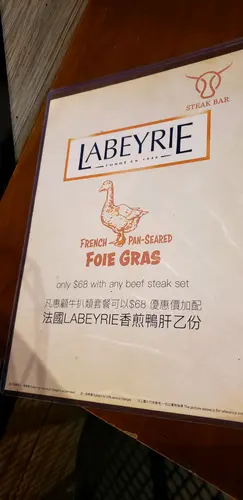 STEAK BAR
LABEYRIE
FRENCH PAN-SEARED
FOIE GRAS
only $68 with any beef steak set
凡惠顧牛扒類套餐可以$68 優惠價加配
法國LABEYRIE香煎鴨肝乙份